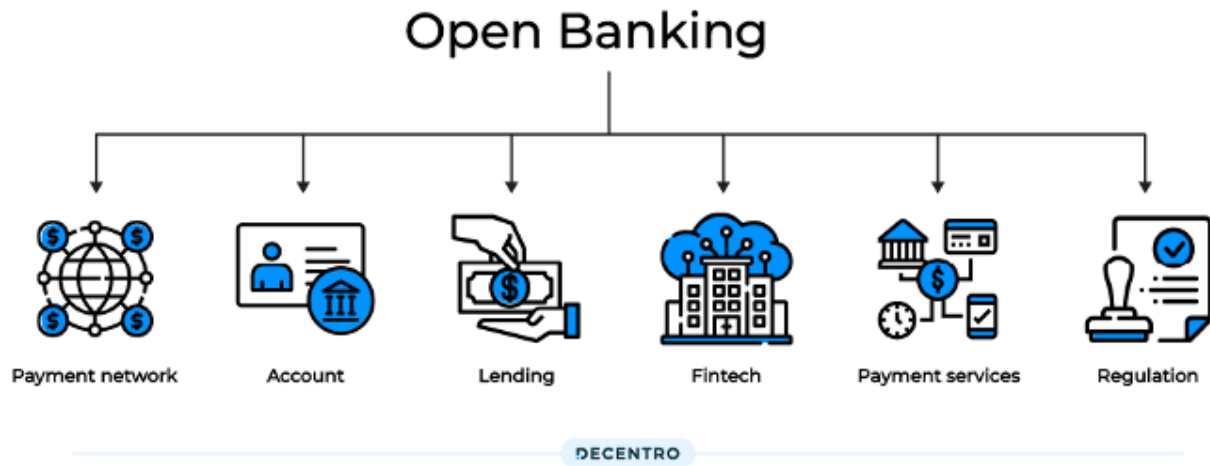 Open Banking
Payment network
Account
Lending
Fintech
Payment services
Regulation
DECENTRO